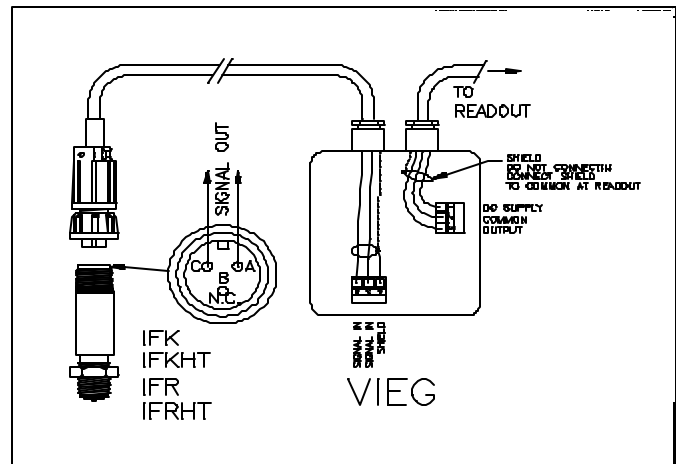 TO
READOUT
SIGNAL OUT
SHIELD
DO NOT CONNECT
CONNECT SHIELD
TO COMMON AT READOUT
DC SUPPLY
COMMON
OUTPUT
C
A
B
N.C.
SIGNAL IN
SIGNAL IN
SHIELD
IFK
IFKHT
IFR
IFRHT
VIEG